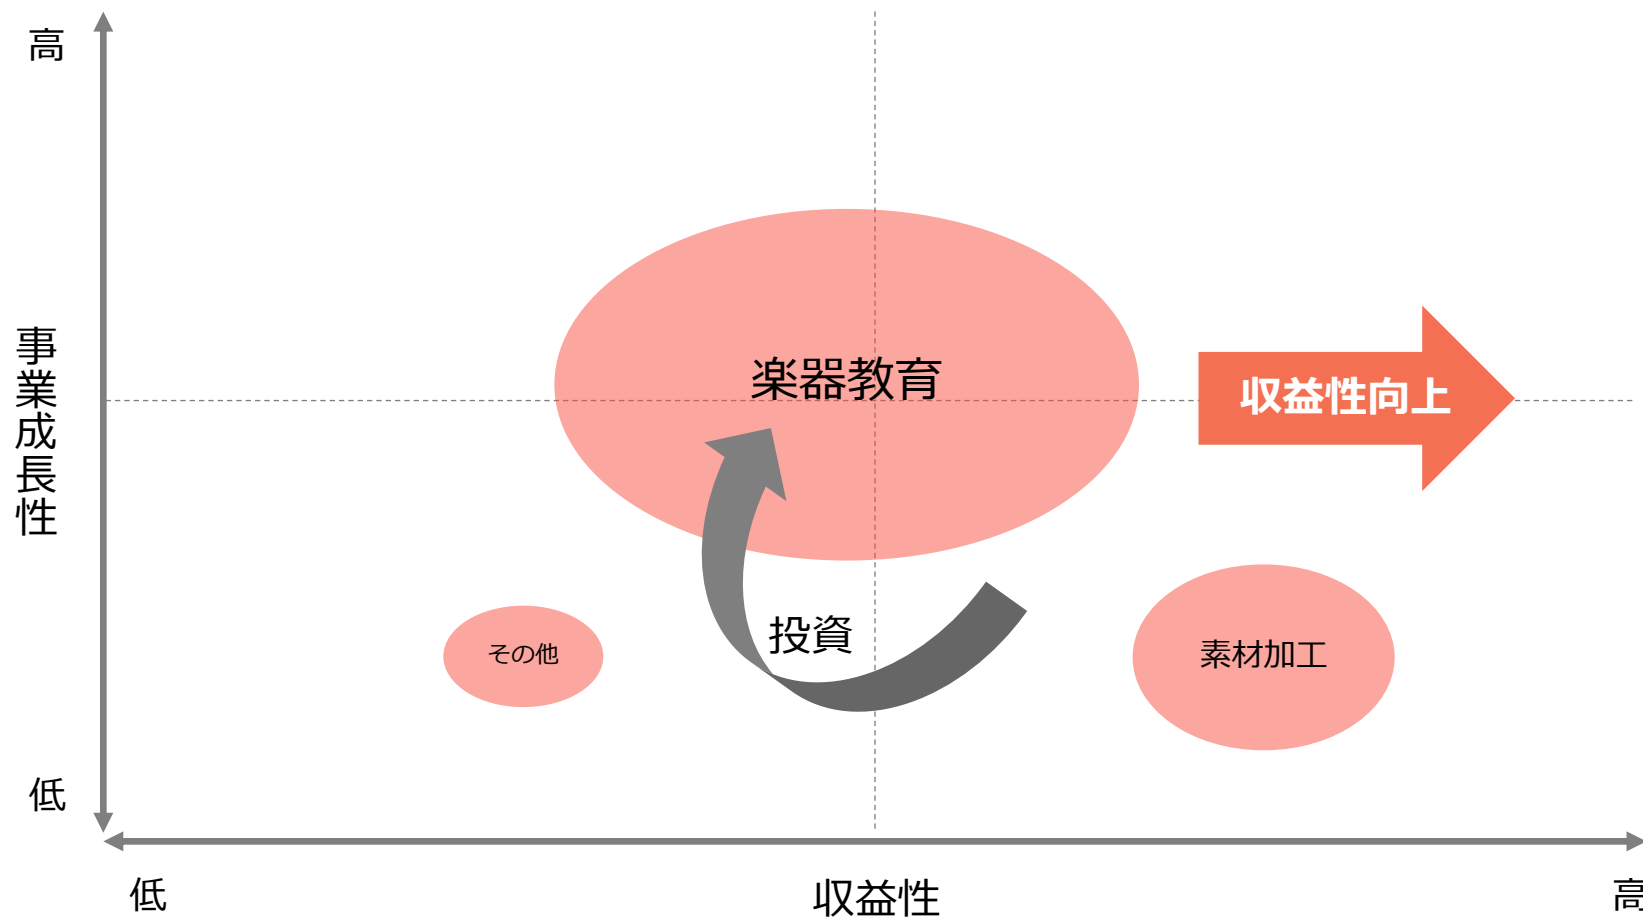 高
事業成長性
楽器教育
収益性向上
投資
その他
素材加工
低
低
収益性
高